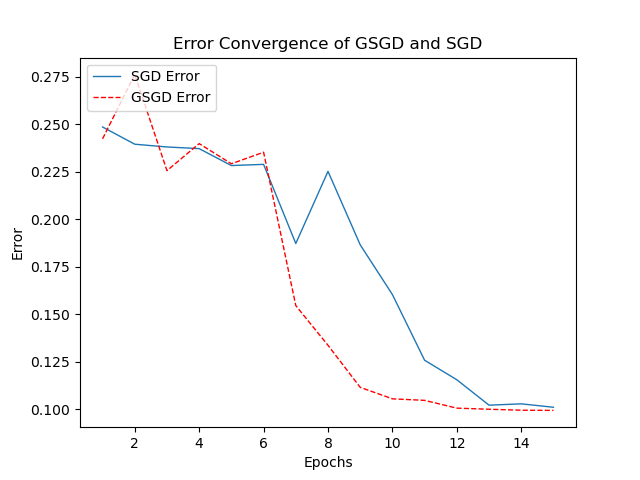 Error Convergence of GSGD and SGD
SGD Error
GSGD Error
0.275
0.250
0.225
0.200
0.175
0.150
0.125
0.100
Error
2 4 6 8 10 12 14
Epochs